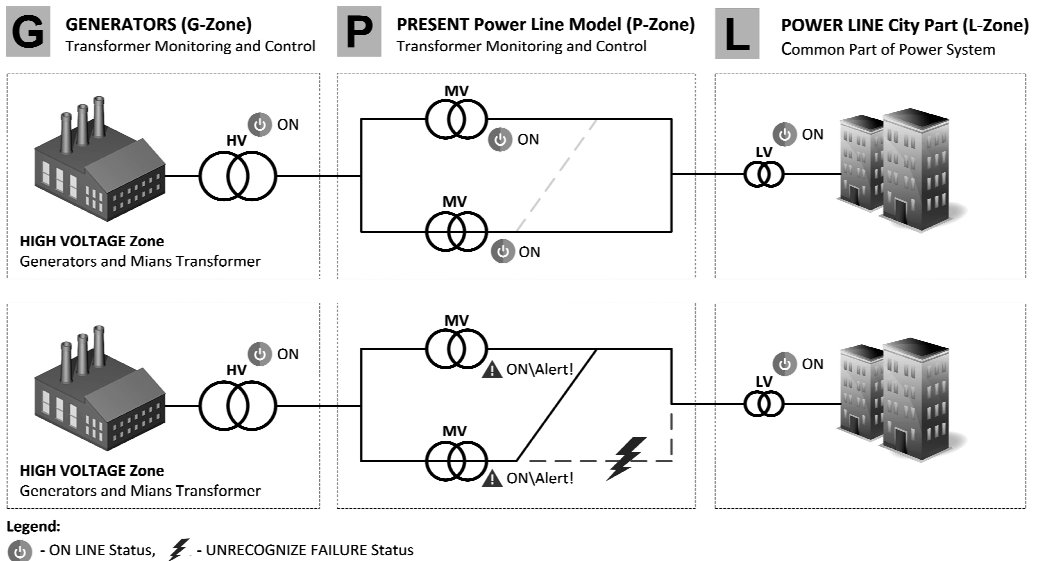 G GENERATORS (G-Zone)
Transformer Monitoring and Control
P PRESENT Power Line Model (P-Zone)
Transformer Monitoring and Control
L POWER LINE City Part (L-Zone)
Common Part of Power System
HV
ON
HIGH VOLTAGE Zone
Generators and Mians Transformer
MV
ON
MV
ON
LV
ON
HV
ON
HIGH VOLTAGE Zone
Generators and Mians Transformer
MV
ON\Alert!
MV
ON\Alert!
LV
ON
Legend:
- ON LINE Status, - UNRECOGNIZE FAILURE Status